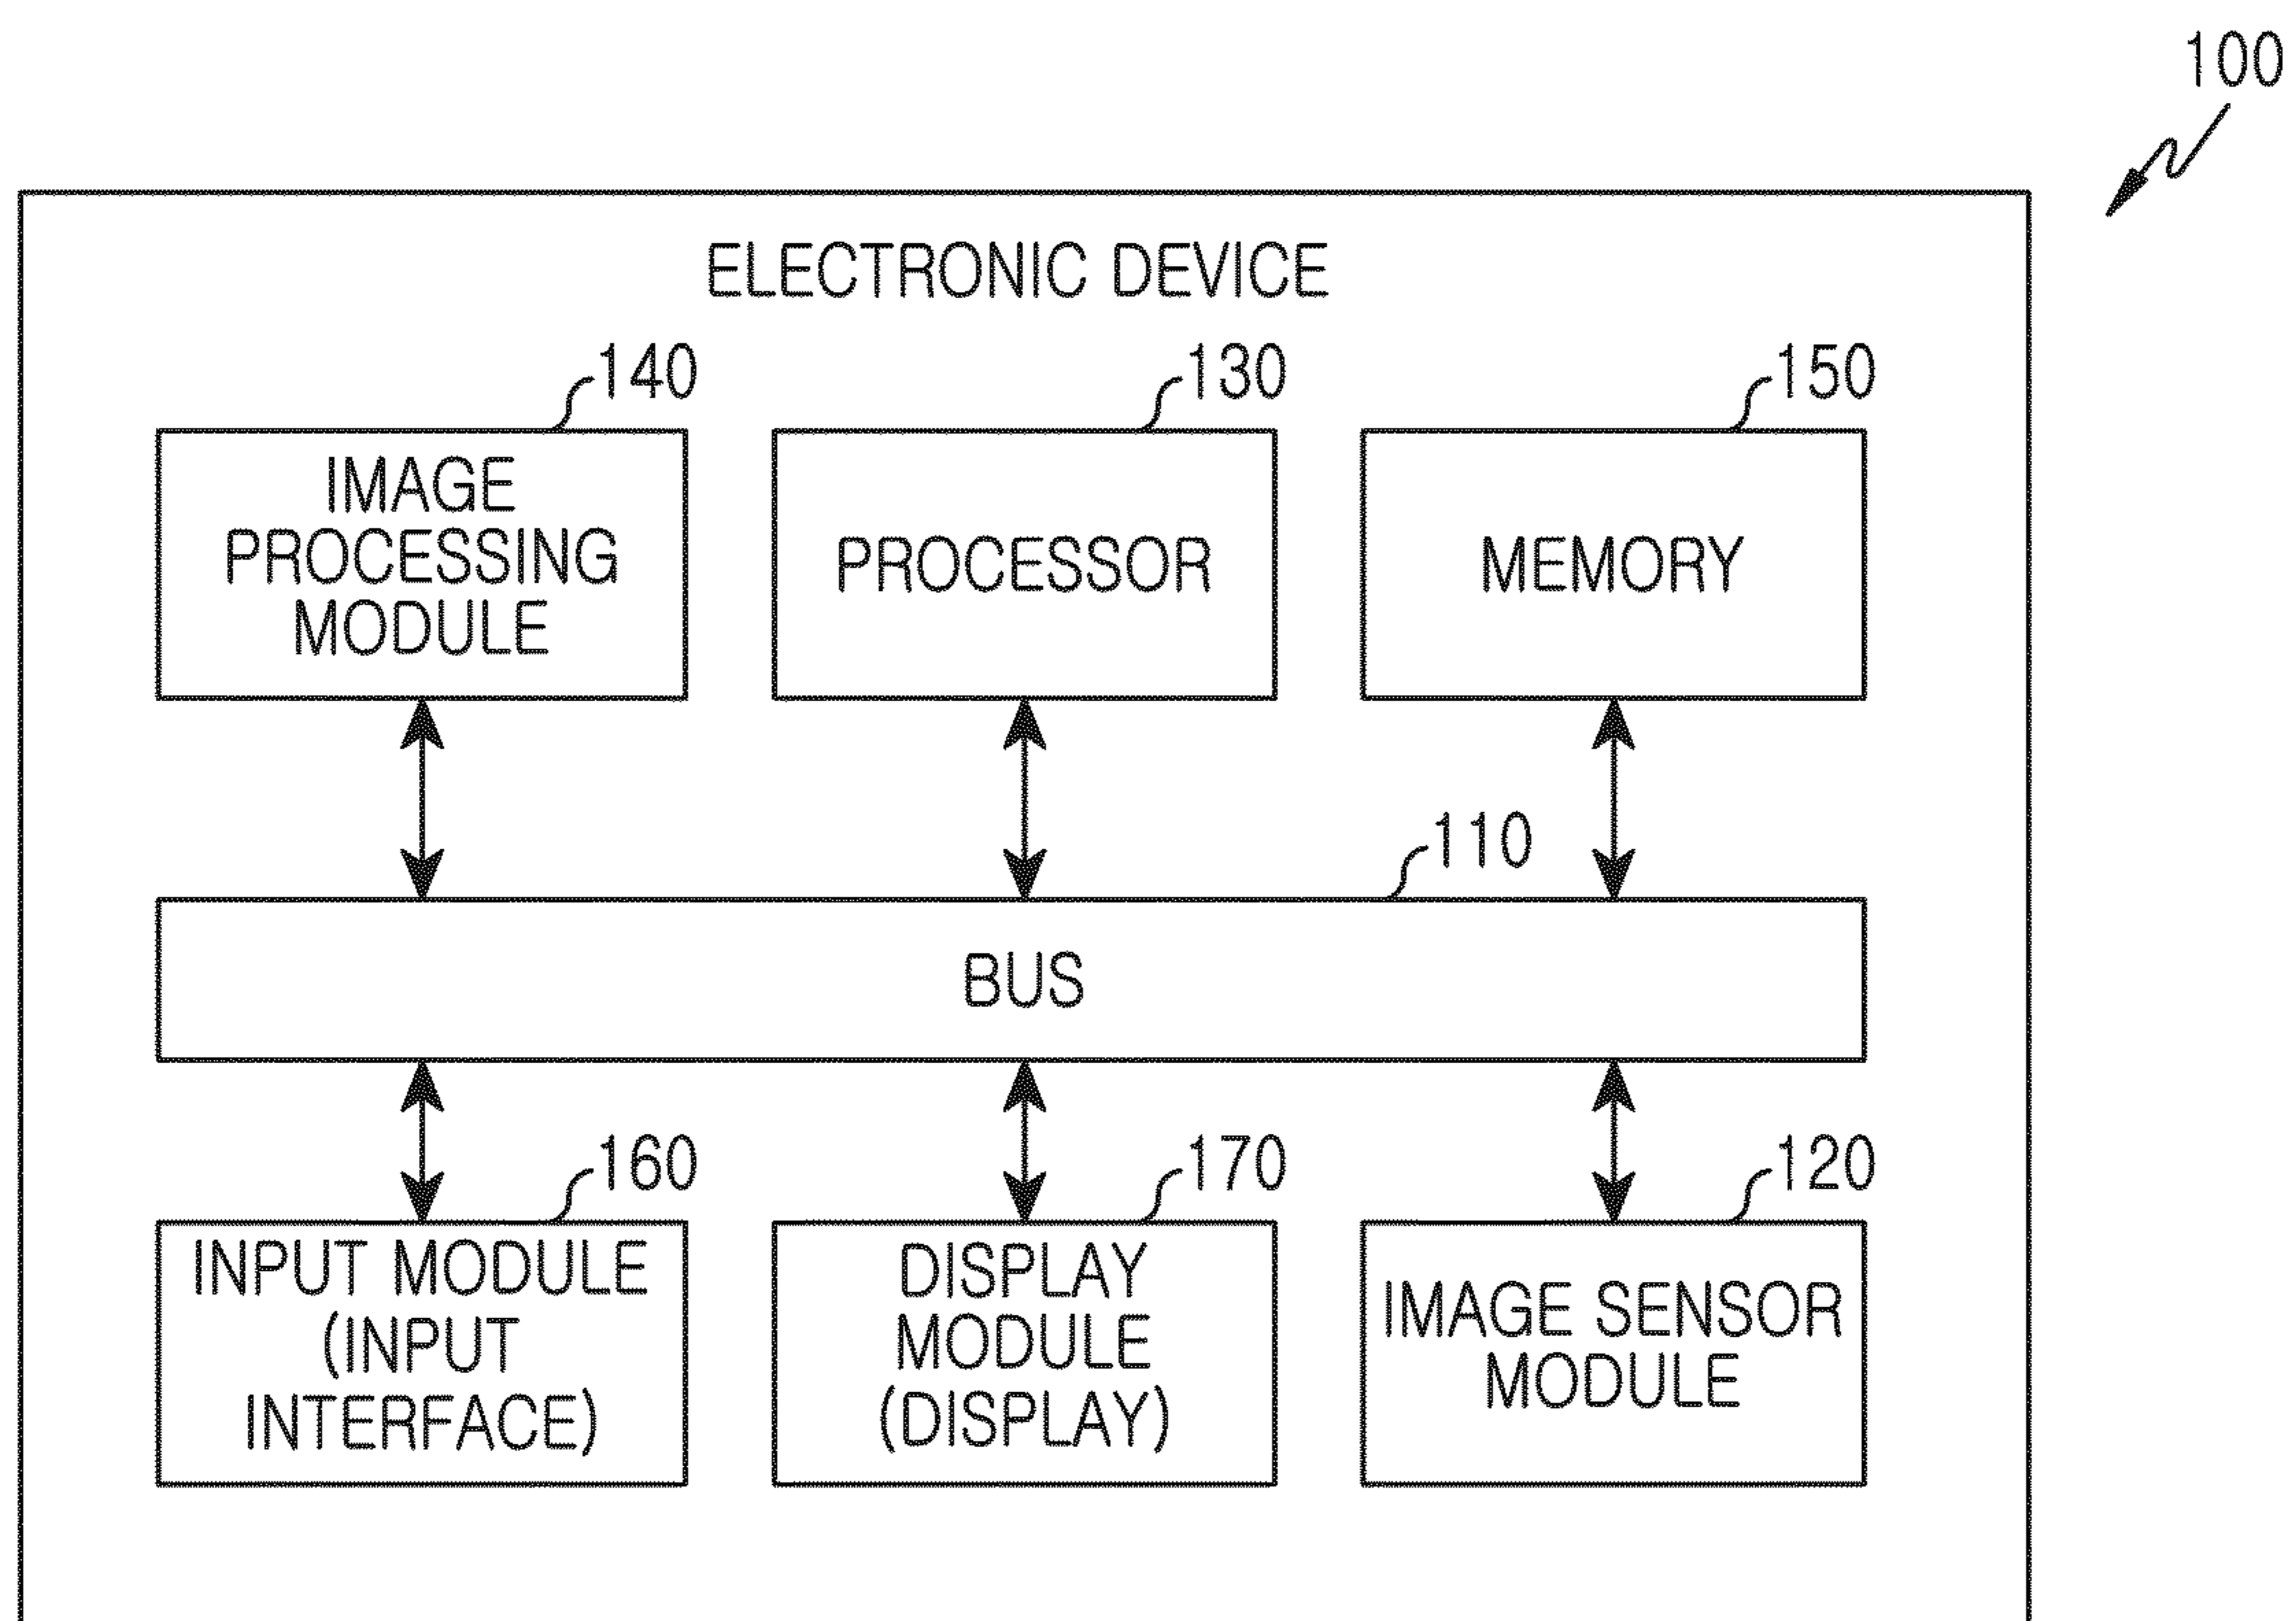 100
ELECTRONIC DEVICE
140
130
150
IMAGE
PROCESSING
MODULE
PROCESSOR
MEMORY
110
BUS
160
170
120
INPUT MODULE
(INPUT
INTERFACE)
DISPLAY
MODULE
(DISPLAY)
IMAGE SENSOR
MODULE